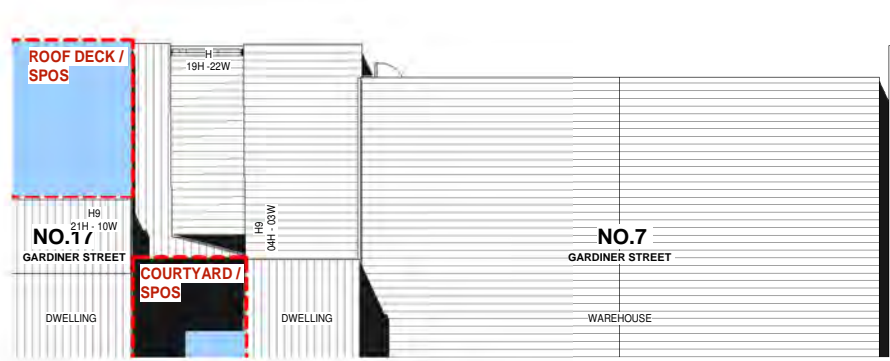 ROOF DECK /
SPOS
H
19H -22W
H9
21H - 10W
NO.17
GARDINER STREET
H9
04H - 03W
NO.7
GARDINER STREET
COURTYARD /
SPOS
DWELLING
DWELLING
WAREHOUSE